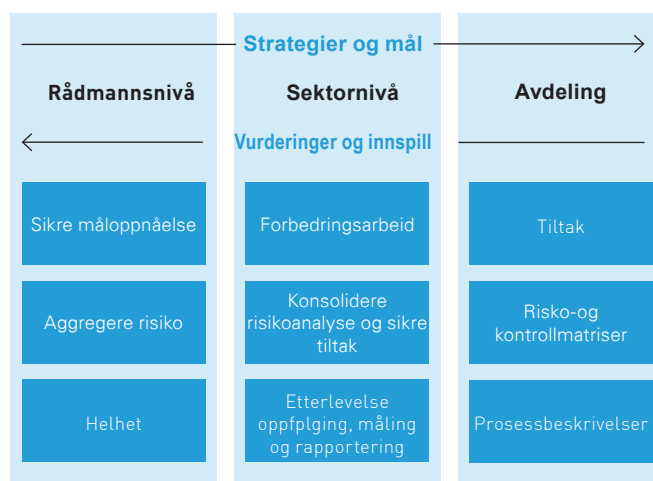 Strategier og mål
Rådmannsnivå
Sektornivå
Avdeling
Vurderinger og innspill
Sikre måloppnåelse
Forbedringsarbeid
Tiltak
Aggregere risiko
Konsolidere
risikoanalyse og sikre
tiltak
Risko-og
kontrollmatriser
Helhet
Etterlevelse
oppfplging, måling
og rapportering
Prosessbeskrivelser